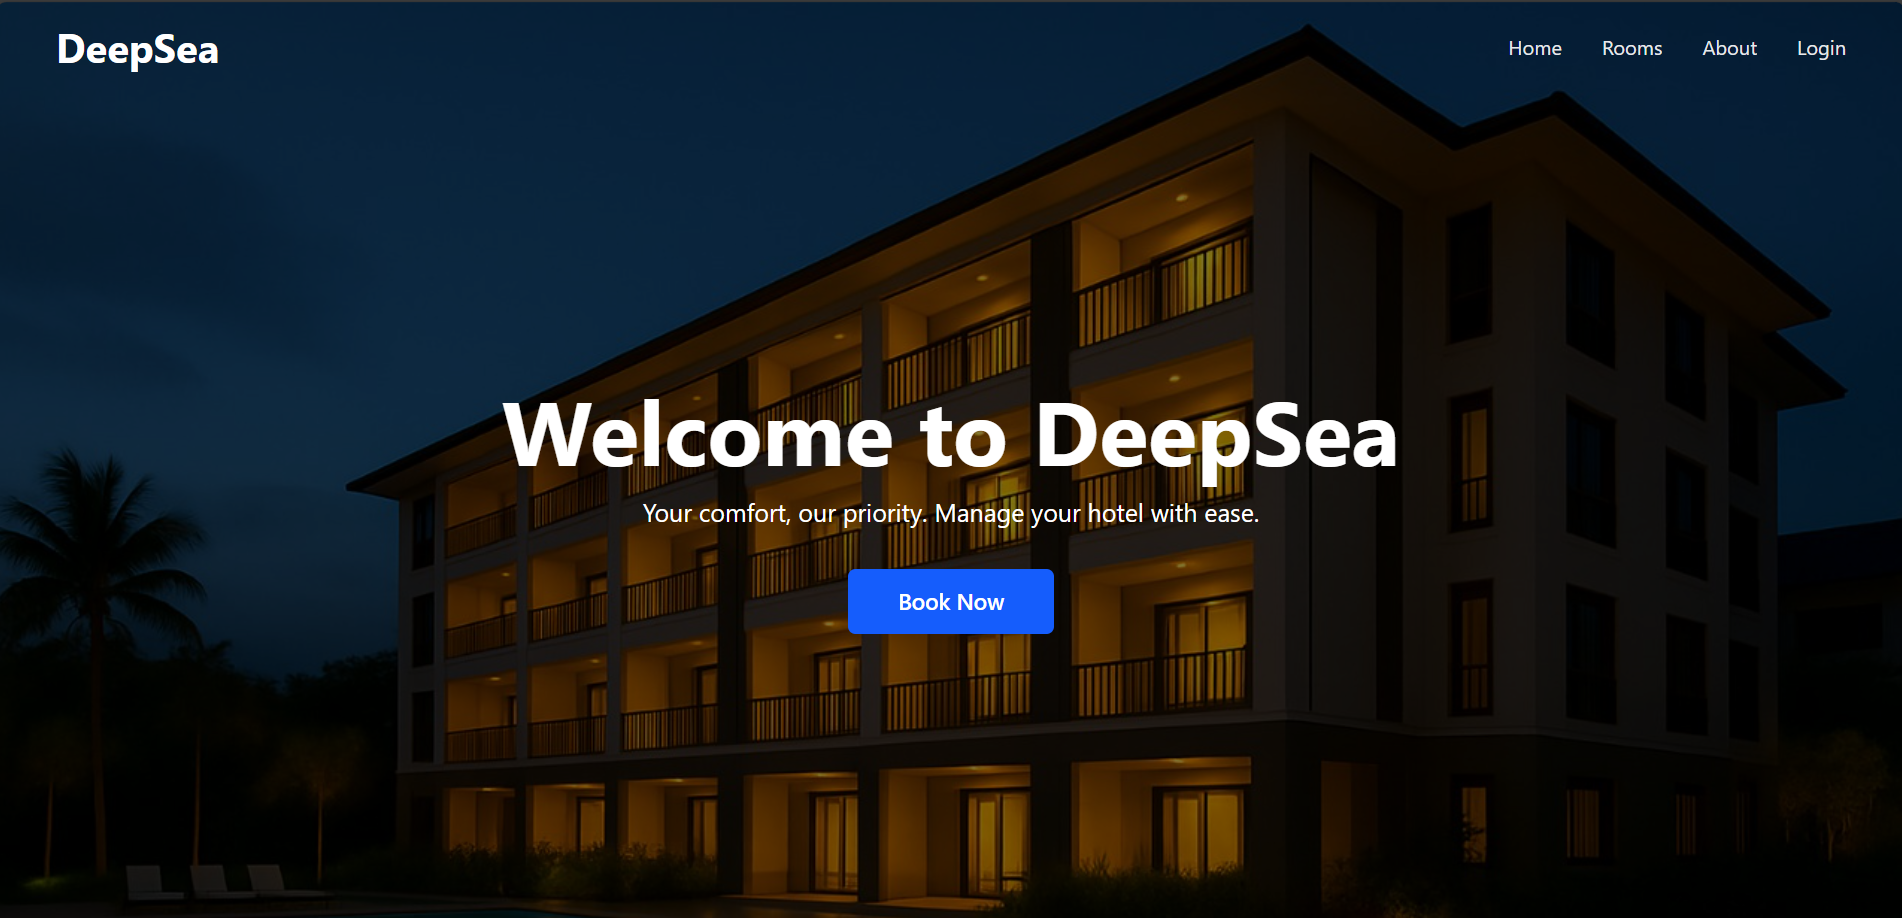 DeepSea
Home Rooms About Login
Welcome to DeepSea
Your comfort, our priority. Manage your hotel with ease.
Book Now